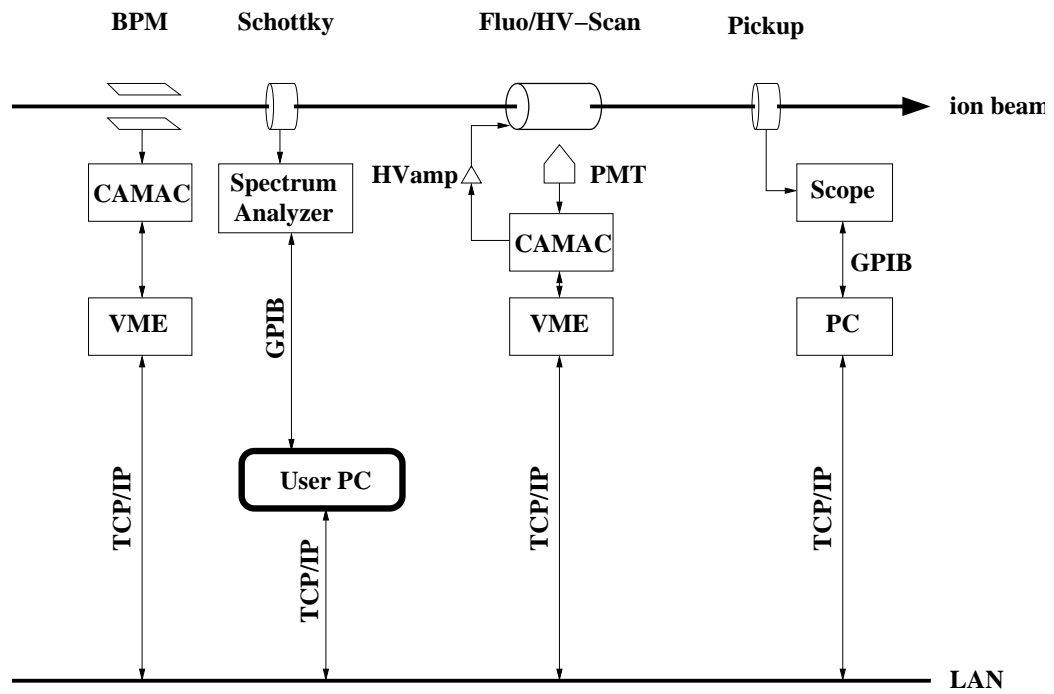 BPM
Schottky
Fluo/HV−Scan
Pickup
ion beam
CAMAC
Spectrum
Analyzer
HVamp
PMT
Scope
CAMAC
GPIB
VME
GPIB
VME
PC
User PC
TCP/IP
TCP/IP
TCP/IP
TCP/IP
LAN